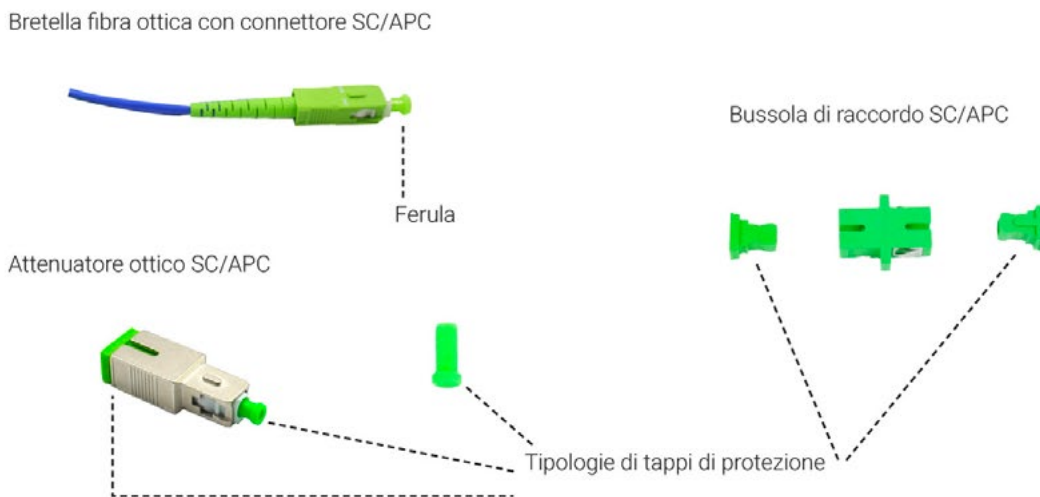 Bretella fibra ottica con connettore SC/APC
Bussola di raccordo SC/APC
Ferula
Attenuatore ottico SC/APC
Tipologie di tappi di protezione